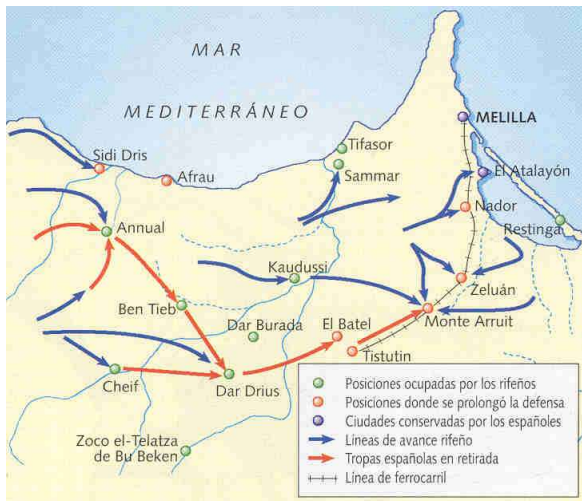 MAR
MEDITERRÁNEO
MELILLA
Tifasor
Sidi Dris
Sammar
El Atalayón
Afrau
Nador
Restinga
Annual
Kaudussi
Zeluán
Ben Tieb
Monte Arruit
Dar Burada
El Batel
Tistutin
Cheif
Dar Drius
Zoco el-Telatza
de Bu Beken
Posiciones ocupadas por los rifeños
Posiciones donde se prolongó la defensa
Ciudades conservadas por los españoles
Líneas de avance rifeño
Tropas españolas en retirada
Línea de ferrocarril